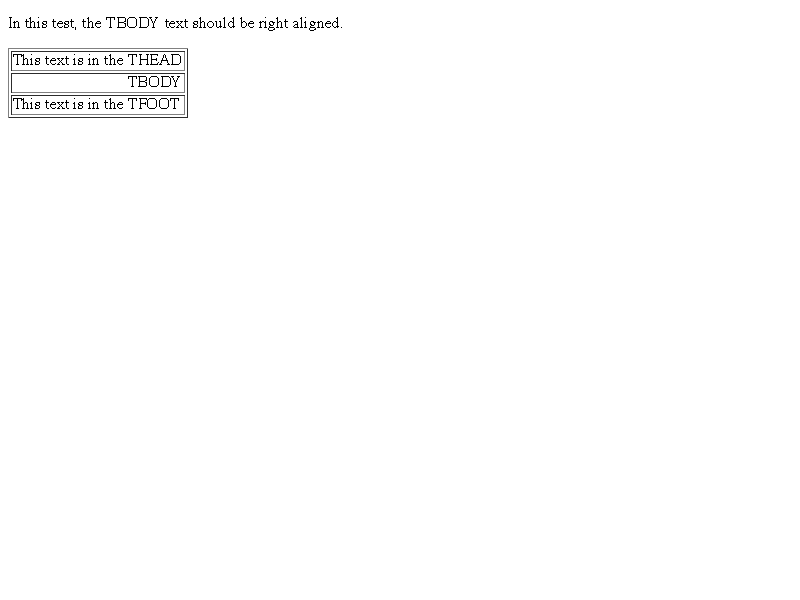 In this test, the TBODY text should be right aligned.
This text is in the THEAD
TBODY
This text is in the TFOOT